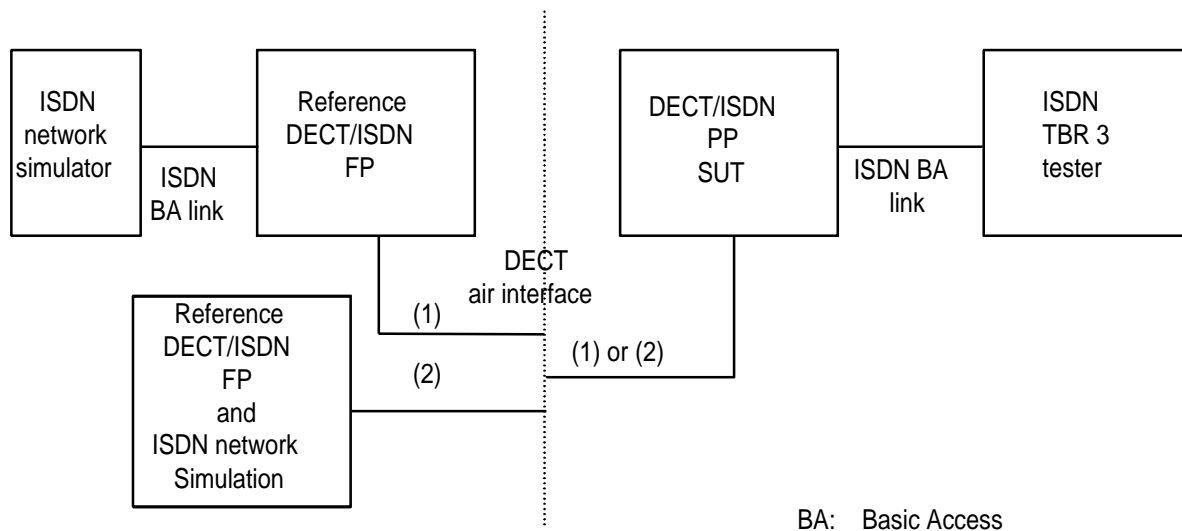 ISDN
network
simulator
ISDN
BA link
Reference
DECT/ISDN
FP
DECT/ISDN
PP
SUT
ISDN BA
link
ISDN
TBR 3
tester
DECT
air interface
(1)
(1) or (2)
(2)
Reference
DECT/ISDN
FP
and
ISDN network
Simulation
BA: Basic Access